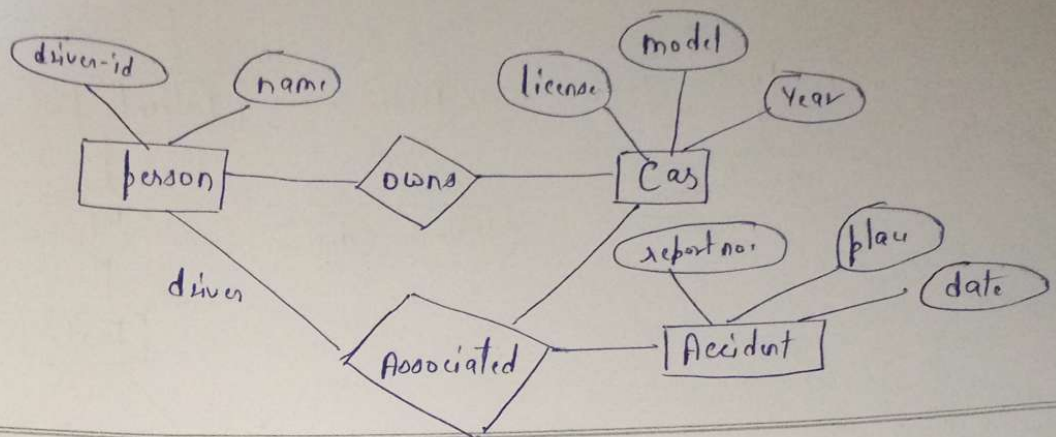 driver-id
name
license
model
Year
person
owns
Car
report no.
place
date
driver
Associated
Accident